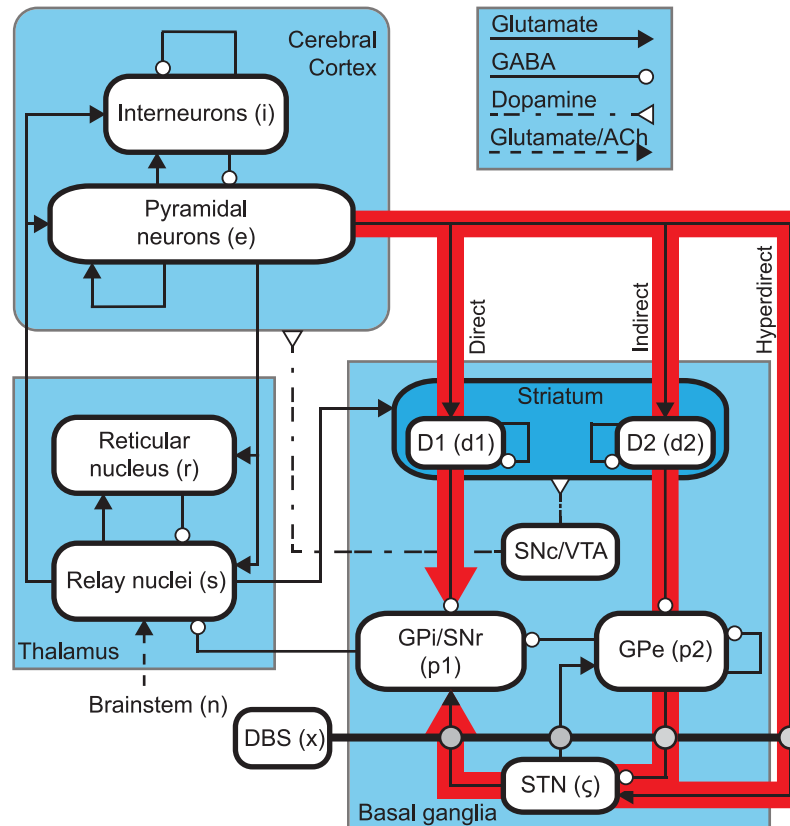 Cerebral
Cortex
Interneurons (i)
Pyramidal
neurons (e)
Glutamate
GABA
Dopamine
Glutamate/ACh
Direct
Indirect
Hyperdirect
Striatum
D1 (d1)
D2 (d2)
Reticular
nucleus (r)
SNc/VTA
Relay nuclei (s)
GPi/SNr
(p1)
GPe (p2)
Thalamus
Brainstem (n)
DBS (x)
STN (ς)
Basal ganglia